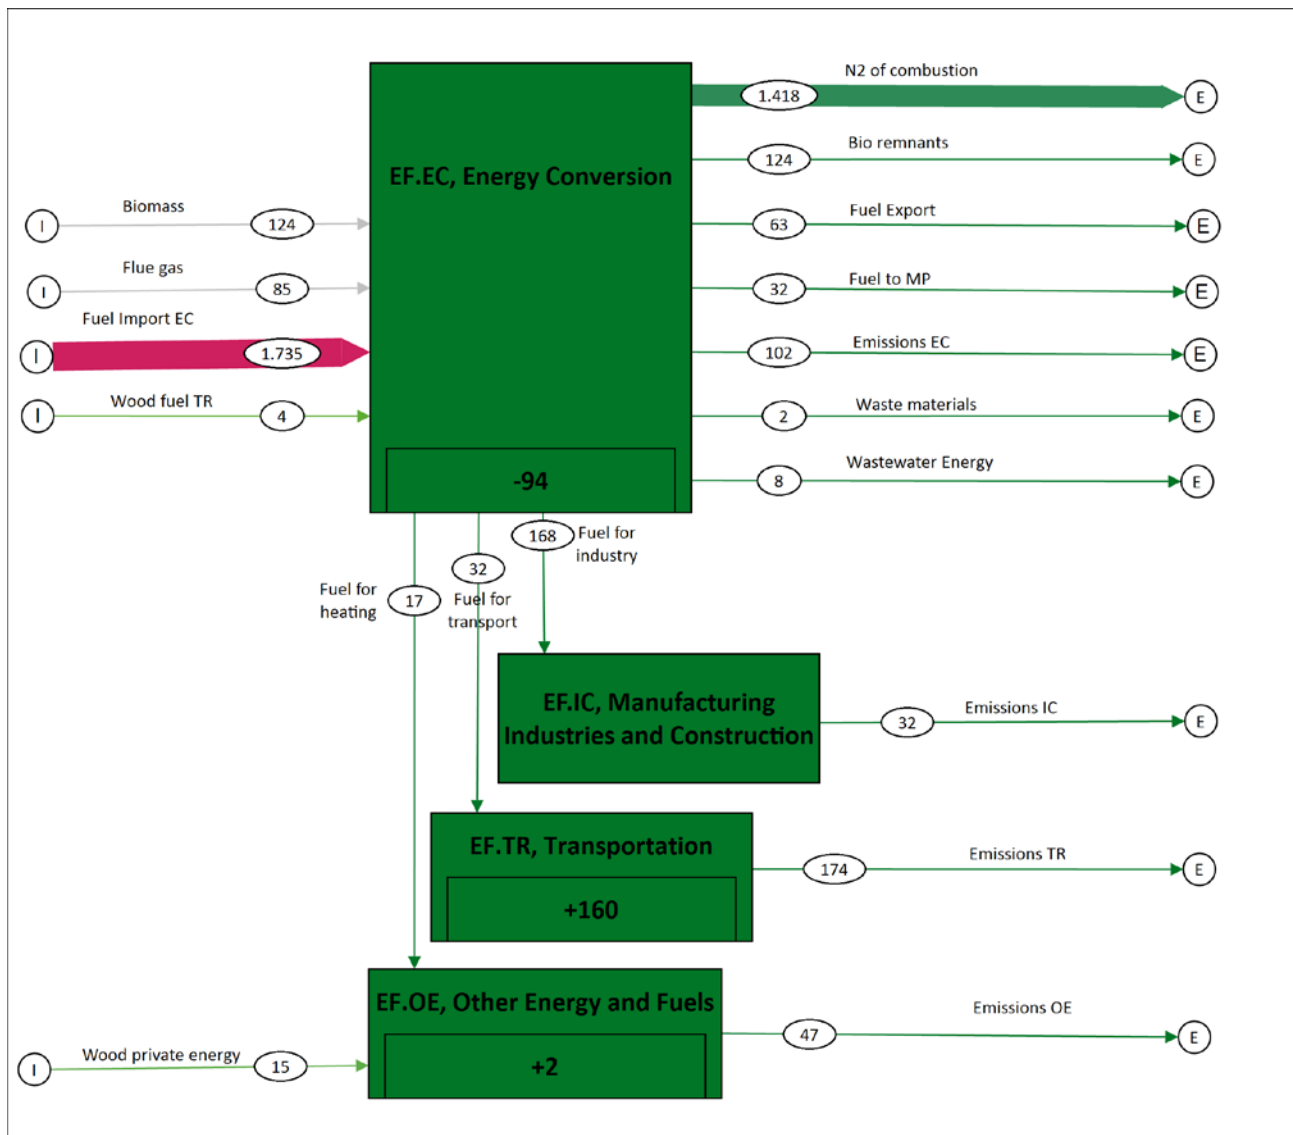 N2 of combustion
1.418
E
Bio remnants
124
E
EF.EC, Energy Conversion
Biomass
I
124
Fuel Export
63
E
Flue gas
I
85
Fuel to MP
32
E
Fuel Import EC
I
1.735
Emissions EC
102
E
Wood fuel TR
I
4
Waste materials
2
E
Wastewater Energy
8
E
-94
168
Fuel for
industry
32
Fuel for
transport
Fuel for
heating
17
EF.IC, Manufacturing
Industries and Construction
Emissions IC
32
E
EF.TR, Transportation
+160
Emissions TR
174
E
EF.OE, Other Energy and Fuels
+2
Emissions OE
47
E
Wood private energy
I
15